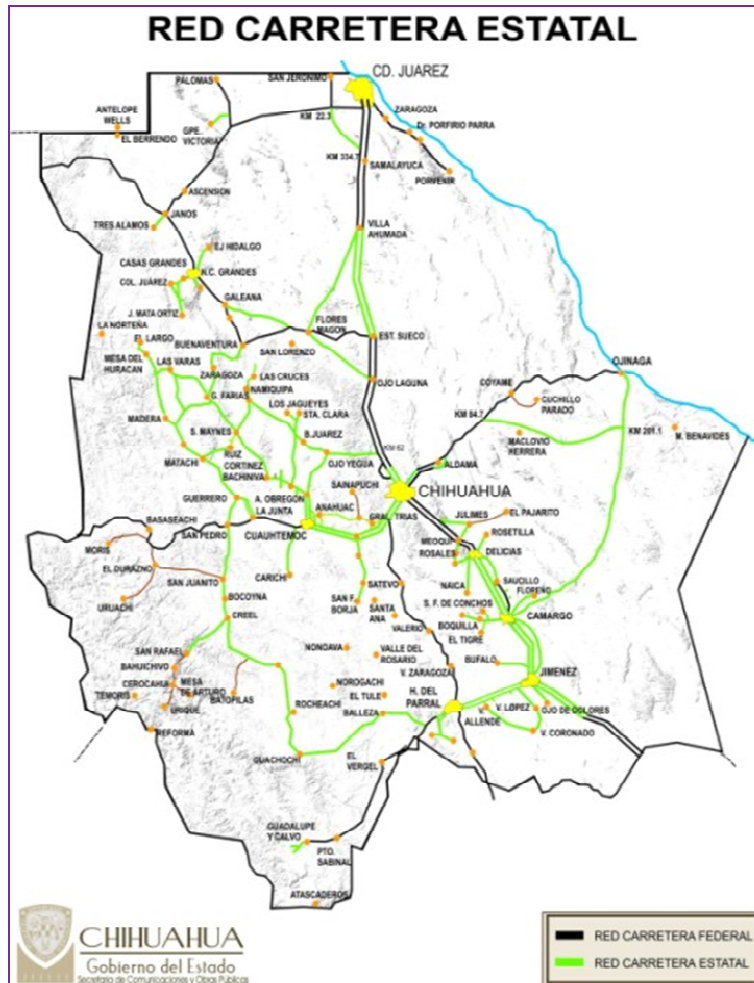 RED CARRETERA ESTATAL
CD. JUAREZ
SAN JERONIMO
PALOMAS
ZARAGOZA
ANTELOPE
WELLS
KM 22.3
Dr. PORFIRIO PARRA
GPE.
VICTORIA
EL BERRENDO
KM 334.7
SAMALAYUCA
PORVENIR
ASCENSION
JANOS
TRES ALAMOS
VILLA
AHUMADA
EJ HIDALGO
CASAS GRANDES
N.C. GRANDES
COL. JUÁREZ
GALEANA
J. MATA ORTIZ
FLORES
MAGON
LA NORTEÑA
EST. SUECO
EL LARGO
BUENAVENTURA
SAN LORENZO
MESA DEL
HURACAN
LAS VARAS
OJINAGA
ZARAGOZA
LAS CRUCES
OJO LAGUNA
COYAME
NAMIQUIPA
G. FARIAS
CUCHILLO
PARADO
LOS JAGUEYES
STA. CLARA
KM 84.7
MADERA
S. MAYNES
KM 201.1
M. BENAVIDES
MACLOVIO
HERRERIA
B.JUAREZ
RUIZ
CORTINEZ
KM 62
MATACHI
OJO YEGUA
ALDAMA
BACHINIVA
SAINAPUCHI
CHIHUAHUA
GUERRERO
A. OBREGON
LA JUNTA
ANAHUAC
GRAL. TRIAS
JULIMES
EL PAJARITO
BASASEACHI
SAN PEDRO
CUAUHTEMOC
ROSETILLA
MEOQUI
MORIS
ROSALES
DELICIAS
EL DURAZNO
SAN JUANITO
CARICHI
SATEVO
NAICA
SAUCILLO
FLOREÑO
URUACHI
BOCOYNA
SAN F.
BORJA
SANTA
ANA
S. F. DE CONCHOS
CREEL
BOQUILLA
CAMARGO
VALERIO
EL TIGRE
SAN RAFAEL
NONOAVA
VALLE DEL
ROSARIO
BAHUICHIVO
V. ZARAGOZA
IBUFALO
CEROCAHUI
MESA
DE ARTURO
NOROGACHI
H. DEL
PARRAL
JIMENEZ
TEMORIS
BATOPILAS
EL TULE
URIQUE
ROCHEACHI
BALLEZA
V. LÓPEZ
OJO DE DOLORES
V.
ALLENDE
REFORMA
V. CORONADO
GUACHOCHI
EL
VERGEL
GUADALUPE
Y CALVO
PTO.
SABINAL
ATASCADEROS
CHIHUAHUA
Gobierno del Estado
Secretaría de Comunicaciones y Obras Públicas
RED CARRETERA FEDERAL
RED CARRETERA ESTATAL